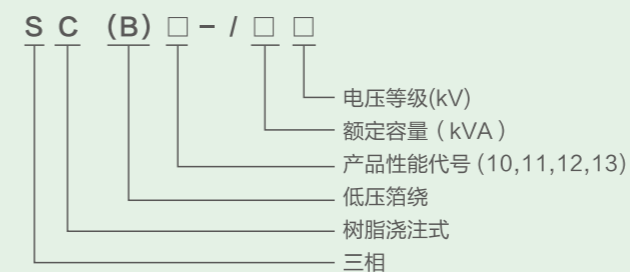 S C (B) □ - / □ □
电压等级(kV)
额定容量（kVA）
产品性能代号 (10,11,12,13)
低压箔绕
树脂浇注式
三相